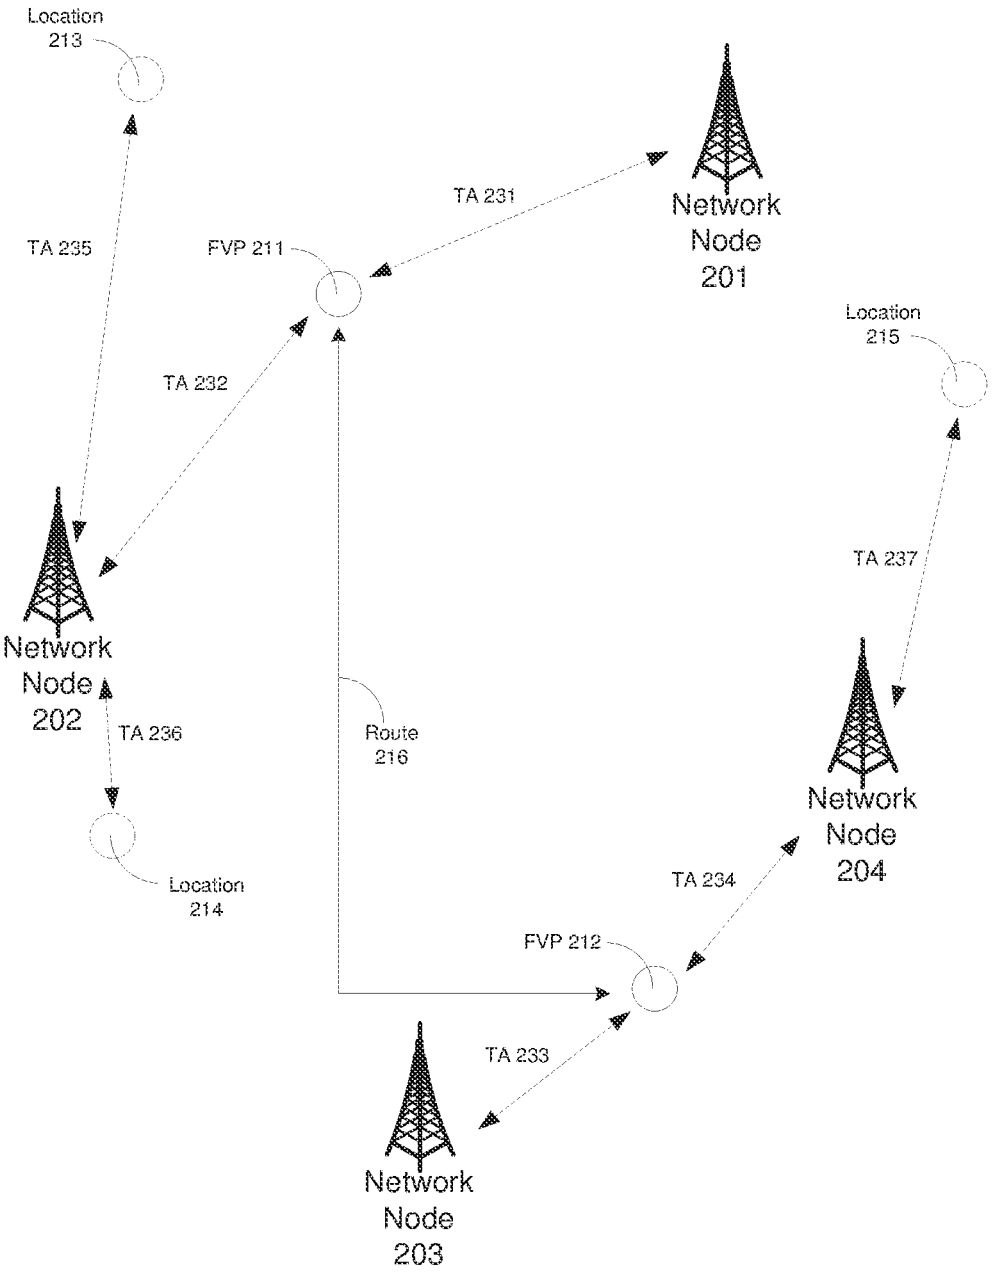 Location
213
TA 231
Network
Node
201
TA 235
FVP 211
Location
215
TA 232
TA 237
Network
Node
202
TA 236
Route
216
Network
Node
204
Location
214
TA 234
FVP 212
TA 233
Network
Node
203